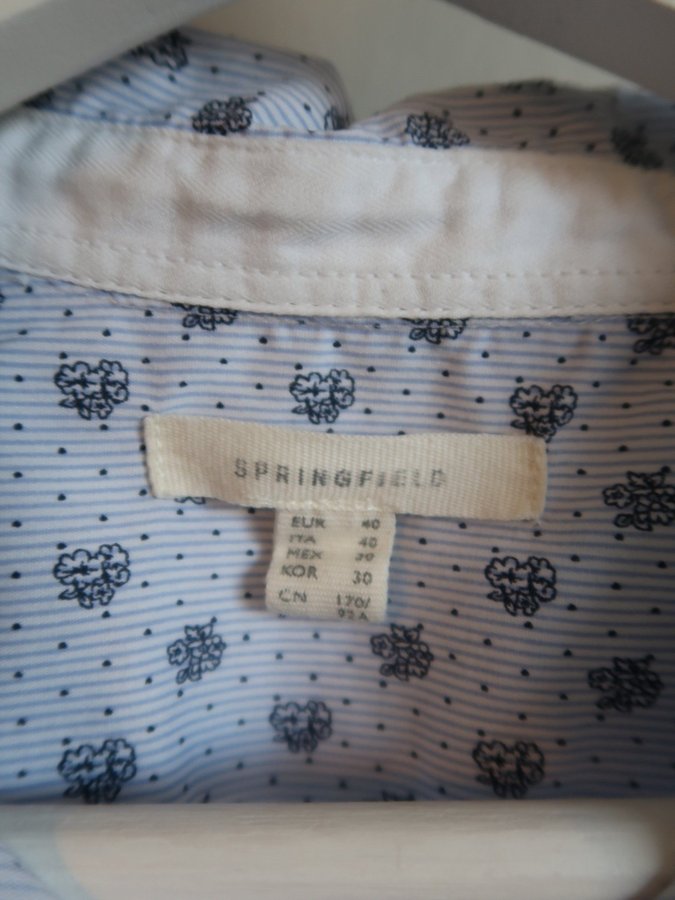 SPRINGFIELD
EUR 40
ITA 40
MEX 30
KOR 30
CN 170/
92A